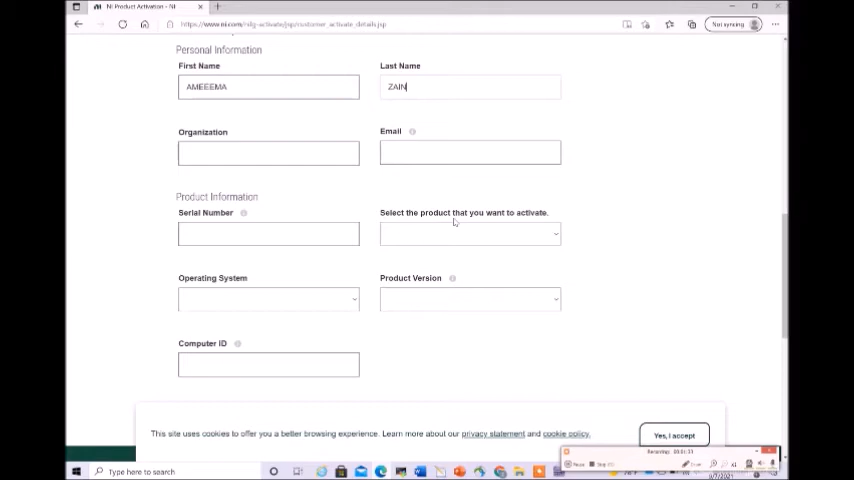 NI Product Activation - NI
https://www.ni.com/nilg-activate/jsp/customer_activate_details.jsp
Not syncing
Personal Information
First Name Last Name
AMEEEMA ZAIN
Organization Email
Product Information
Serial Number Select the product that you want to activate.
Operating System Product Version
Computer ID
This site uses cookies to offer you a better browsing experience. Learn more about our privacy statement and cookie policy.
Yes, I accept
Type here to search
9/7/2021